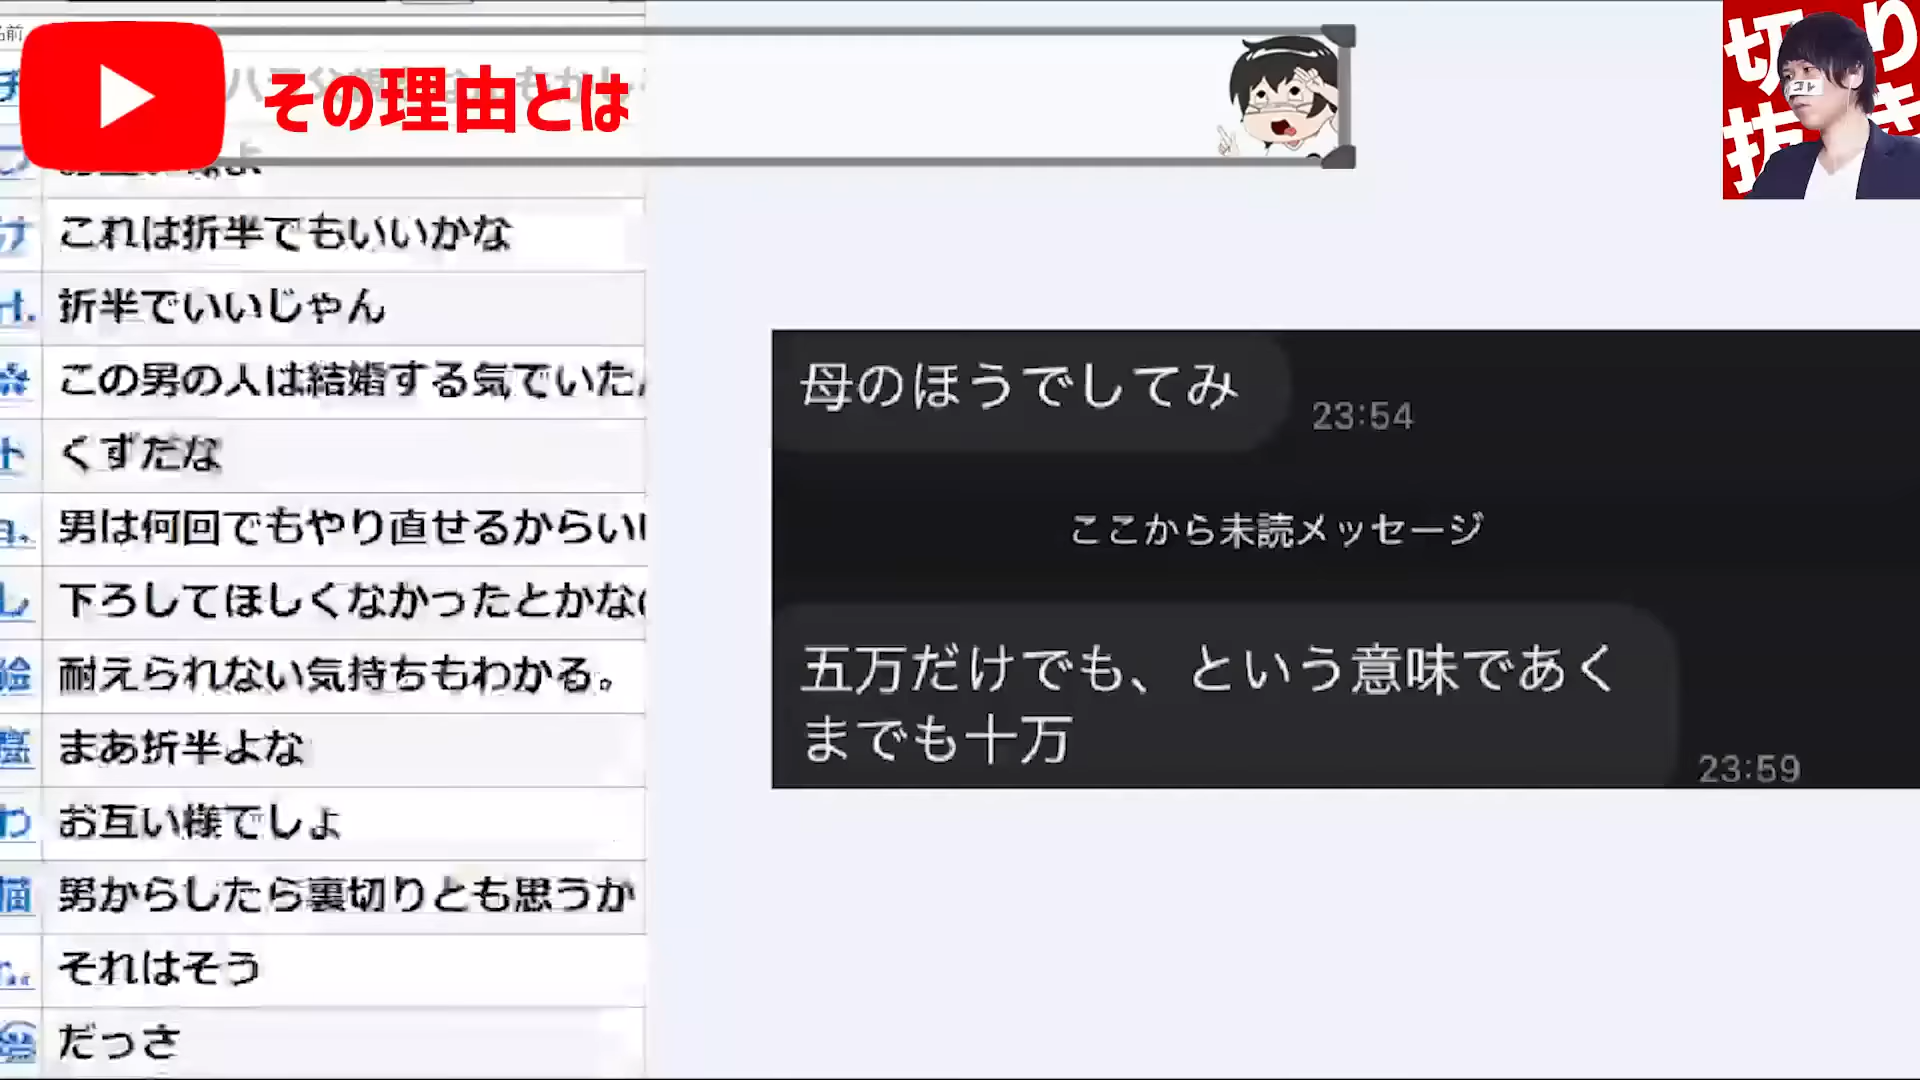 その理由とは
切り
抜き
コレ
これは折半でもいいかな
折半でいいじゃん
この男の人は結婚する気でいた
くずだな
男は何回でもやり直せるからい
下ろしてほしくなかったとかな
耐えられない気持ちもわかる。
まあ折半よな
お互い様でしょ
男からしたら裏切りとも思うか
それはそう
だっさ
母のほうでしてみ
23:54
ここから未読メッセージ
五万だけでも、という意味であく
までも十万
23:59